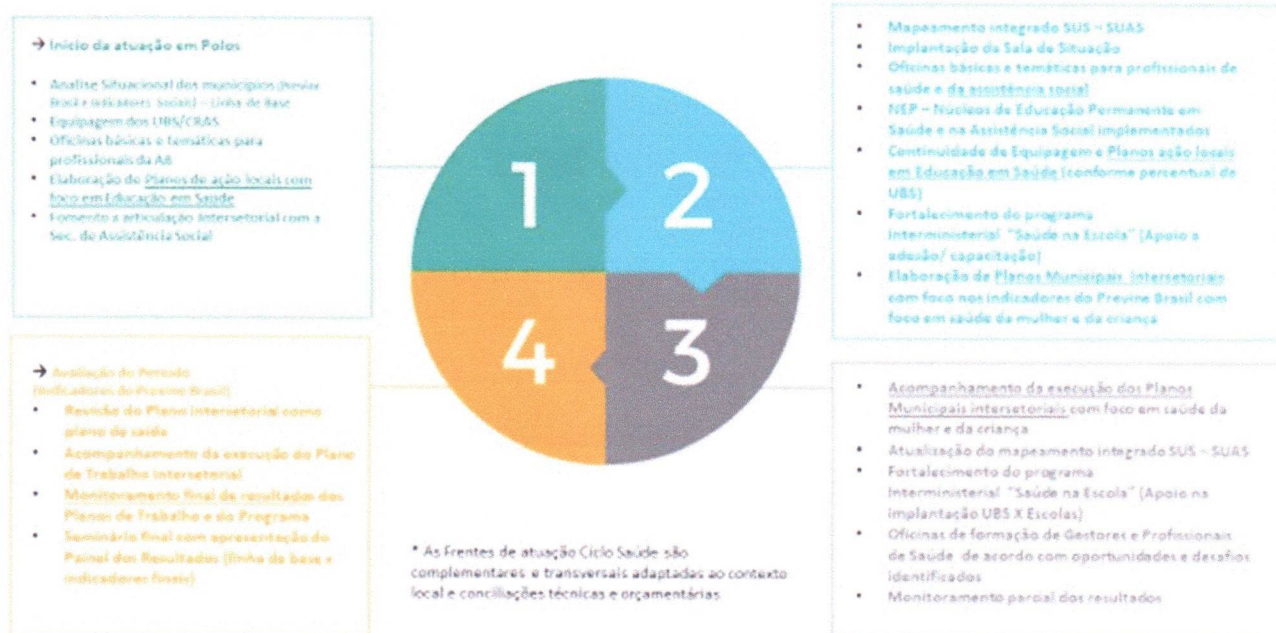 → Início da atuação em Polos
• Analise Situacional dos municípios (Previne
Brasil e Indicadores Sociais) – Linha de Base
• Equipagem dos UBS/CRAS
• Oficinas básicas e temáticas para
profissionais da AB
• Elaboração de Planos de ação locais com
foco em Educação em Saúde
• Fomento a articulação Intersetorial com a
Sec. de Assistência Social
1
2
3
4
• Mapeamento integrado SUS – SUAS
• Implantação da Sala de Situação
• Oficinas básicas e temáticas para profissionais de
saúde e da assistência social
• NEP – Núcleos de Educação Permanente em
Saúde e na Assistência Social implementados
• Continuidade de Equipagem e Planos ação locais
em Educação em Saúde (conforme percentual de
UBS)
• Fortalecimento do programa
Interministerial "Saúde na Escola" (Apoio a
adesão/ capacitação)
• Elaboração de Planos Municipais intersetoriais
com foco nos indicadores do Previne Brasil com
foco em saúde da mulher e da criança
• Acompanhamento da execução dos Planos
Municipais intersetoriais com foco em saúde da
mulher e da criança
• Atualização do mapeamento integrado SUS – SUAS
• Fortalecimento do programa
Interministerial "Saúde na Escola" (Apoio na
implantação UBS X Escolas)
• Oficinas de formação de Gestores e Profissionais
de Saúde de acordo com oportunidades e desafios
identificados
• Monitoramento parcial dos resultados
→ Avaliação do Período
(Indicadores do Previne Brasil)
• Revisão do Plano intersetorial como
plano de saída
• Acompanhamento da execução do Plano
de Trabalho intersetorial
• Monitoramento final de resultados dos
Planos de Trabalho e do Programa
• Seminário final com apresentação do
Painel dos Resultados (linha de base x
indicadores finais)
* As Frentes de atuação Ciclo Saúde são
complementares e transversais adaptadas ao contexto
local e conciliações técnicas e orçamentárias